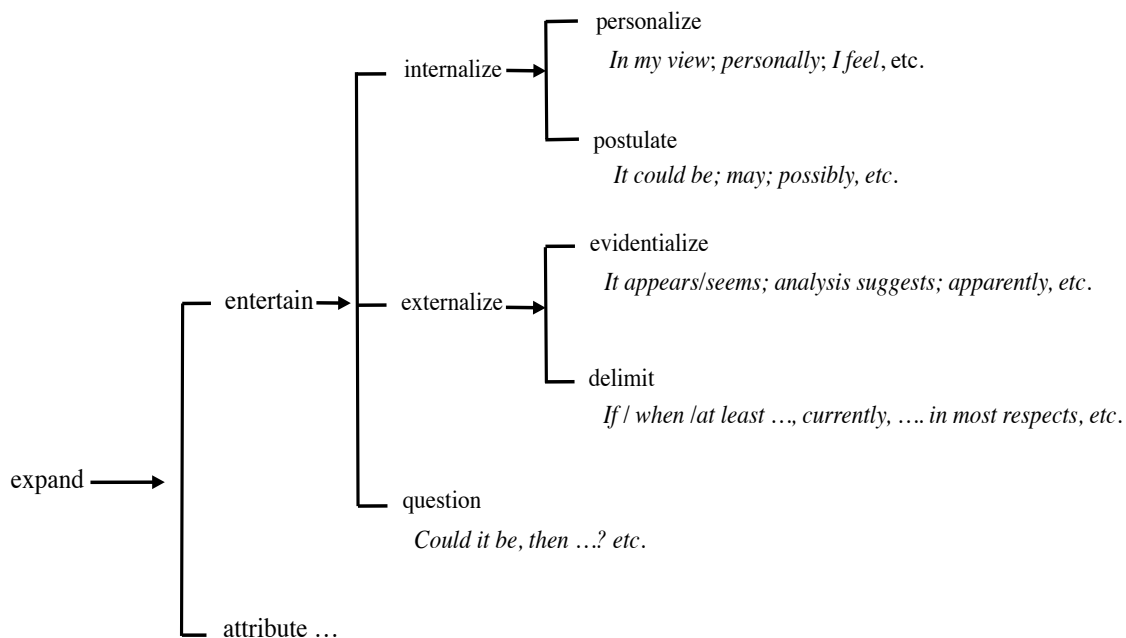 personalize
In my view; personally; I feel, etc.
internalize
postulate
It could be; may; possibly, etc.
evidentialize
It appears/seems; analysis suggests; apparently, etc.
entertain
externalize
delimit
If / when /at least …, currently, …. in most respects, etc.
expand
question
Could it be, then …? etc.
attribute …